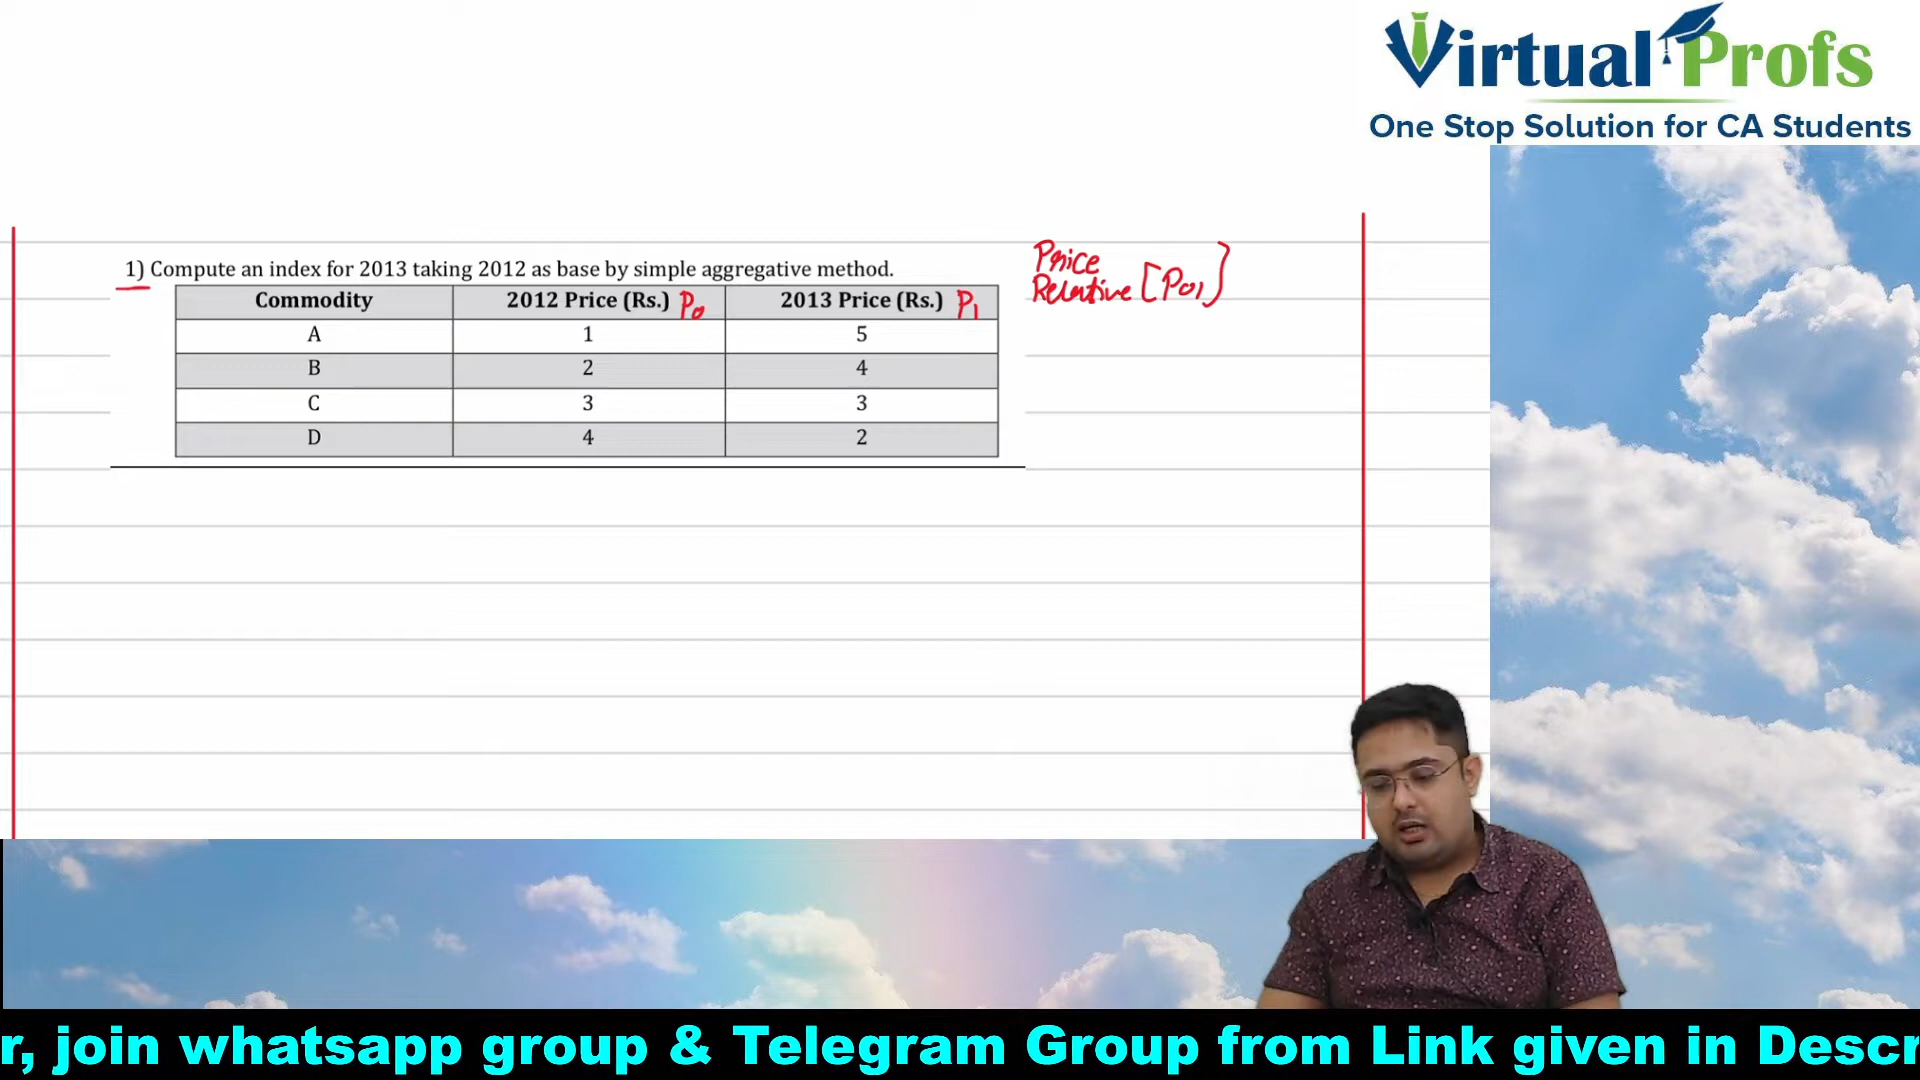 Virtual Profs
One Stop Solution for CA Students
1) Compute an index for 2013 taking 2012 as base by simple aggregative method.
Commodity 2012 Price (Rs.) P₀ 2013 Price (Rs.) P₁
A 1 5
B 2 4
C 3 3
D 4 2
Price
Relative [P₀₁]
r, join whatsapp group & Telegram Group from Link given in Descr